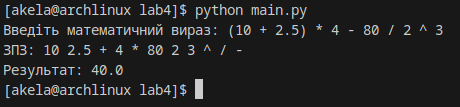 [akela@archlinux lab4]$ python main.py
Введіть математичний вираз: (10 + 2.5) * 4 - 80 / 2 ^ 3
ЗПЗ: 10 2.5 + 4 * 80 2 3 ^ / -
Результат: 40.0
[akela@archlinux lab4]$